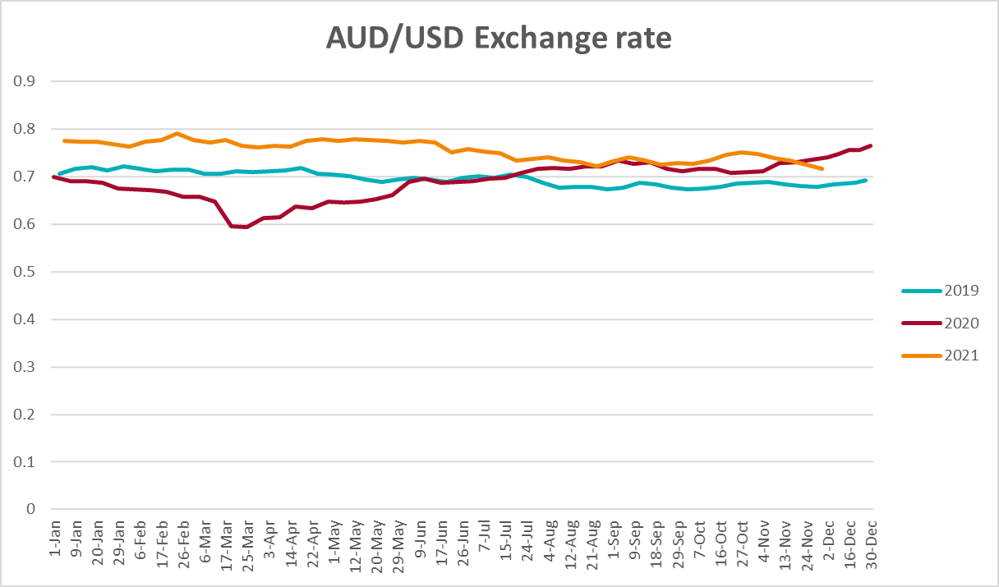 AUD/USD Exchange rate
0.9
0.8
0.7
0.6
0.5
0.4
0.3
0.2
0.1
0
1-Jan
9-Jan
20-Jan
29-Jan
6-Feb
17-Feb
26-Feb
6-Mar
17-Mar
25-Mar
3-Apr
14-Apr
22-Apr
1-May
12-May
20-May
29-May
9-Jun
17-Jun
26-Jun
7-Jul
15-Jul
24-Jul
4-Aug
12-Aug
21-Aug
1-Sep
9-Sep
18-Sep
29-Sep
7-Oct
16-Oct
27-Oct
4-Nov
13-Nov
24-Nov
2-Dec
16-Dec
30-Dec
2019
2020
2021